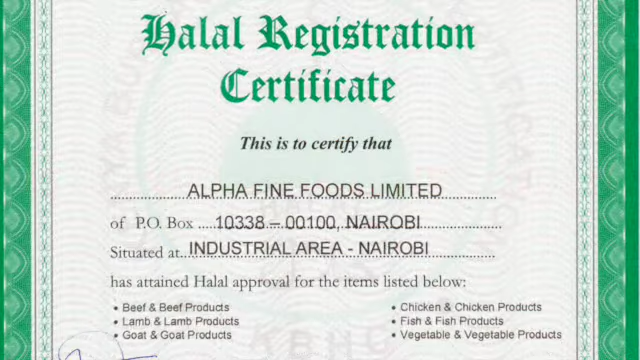 Halal Registration
Certificate
This is to certify that
ALPHA FINE FOODS LIMITED
of P.O. Box ....10338 – 00100, NAIROBI
Situated at...INDUSTRIAL AREA - NAIROBI
has attained Halal approval for the items listed below:
• Beef & Beef Products
• Lamb & Lamb Products
• Goat & Goat Products
• Chicken & Chicken Products
• Fish & Fish Products
• Vegetable & Vegetable Products